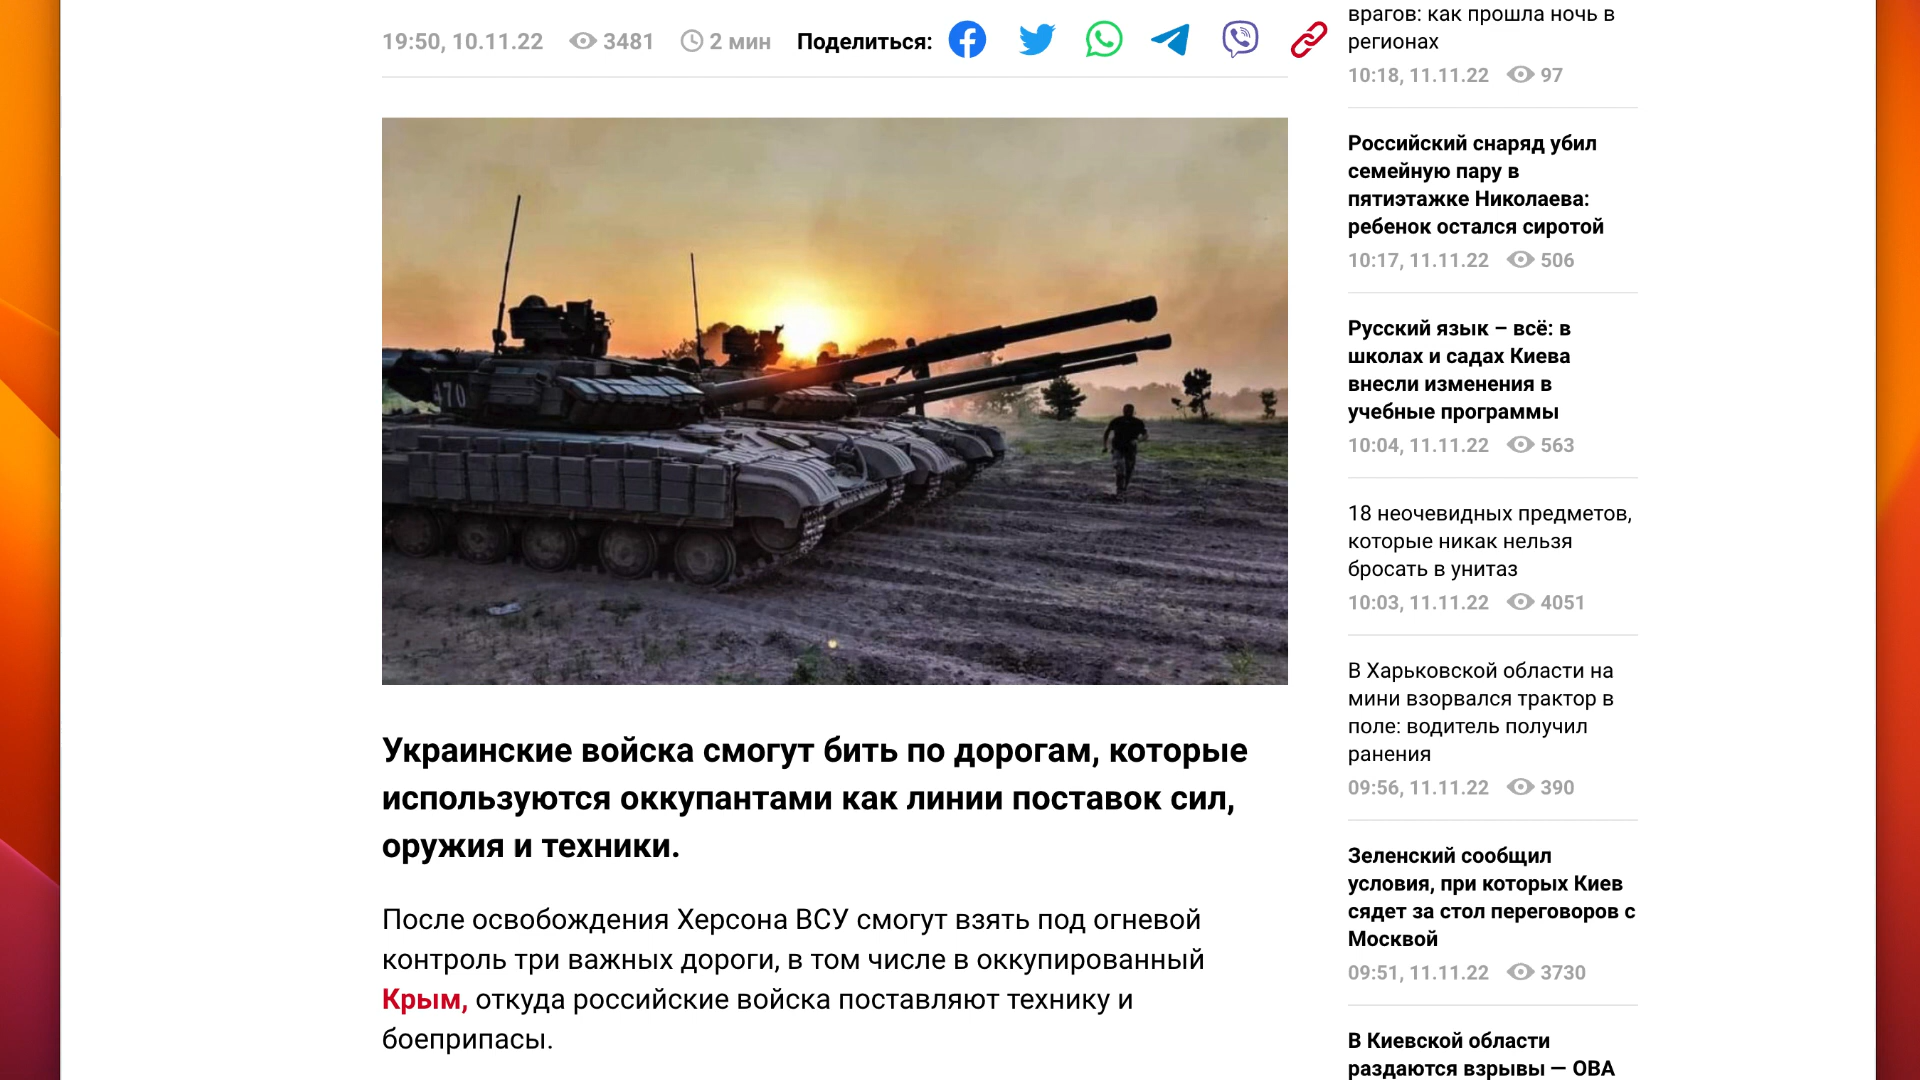 19:50, 10.11.22 3481 2 мин Поделиться:
470
Украинские войска смогут бить по дорогам, которые
используются оккупантами как линии поставок сил,
оружия и техники.
После освобождения Херсона ВСУ смогут взять под огневой
контроль три важных дороги, в том числе в оккупированный
Крым, откуда российские войска поставляют технику и
боеприпасы.
врагов: как прошла ночь в
регионах
10:18, 11.11.22 97
Российский снаряд убил
семейную пару в
пятиэтажке Николаева:
ребенок остался сиротой
10:17, 11.11.22 506
Русский язык – всё: в
школах и садах Киева
внесли изменения в
учебные программы
10:04, 11.11.22 563
18 неочевидных предметов,
которые никак нельзя
бросать в унитаз
10:03, 11.11.22 4051
В Харьковской области на
мини взорвался трактор в
поле: водитель получил
ранения
09:56, 11.11.22 390
Зеленский сообщил
условия, при которых Киев
сядет за стол переговоров с
Москвой
09:51, 11.11.22 3730
В Киевской области
раздаются взрывы — ОВА